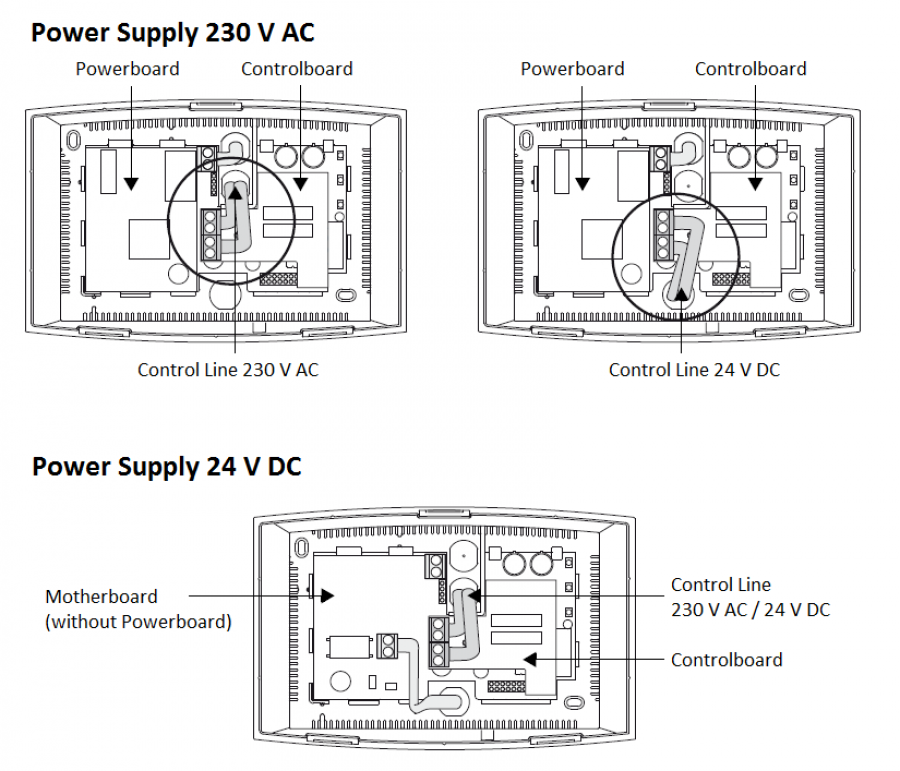 Power Supply 230 V AC
Powerboard
Controlboard
Powerboard
Controlboard
Control Line 230 V AC
Control Line 24 V DC
Power Supply 24 V DC
Motherboard
(without Powerboard)
Control Line
230 V AC / 24 V DC
Controlboard